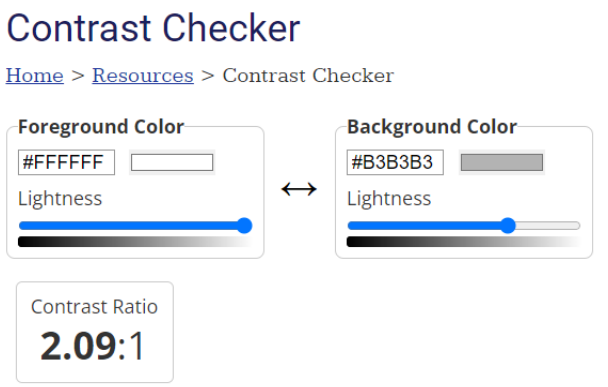 Contrast Checker
Home > Resources > Contrast Checker
Foreground Color
#FFFFFF
Lightness
Background Color
#B3B3B3
Lightness
Contrast Ratio
2.09:1